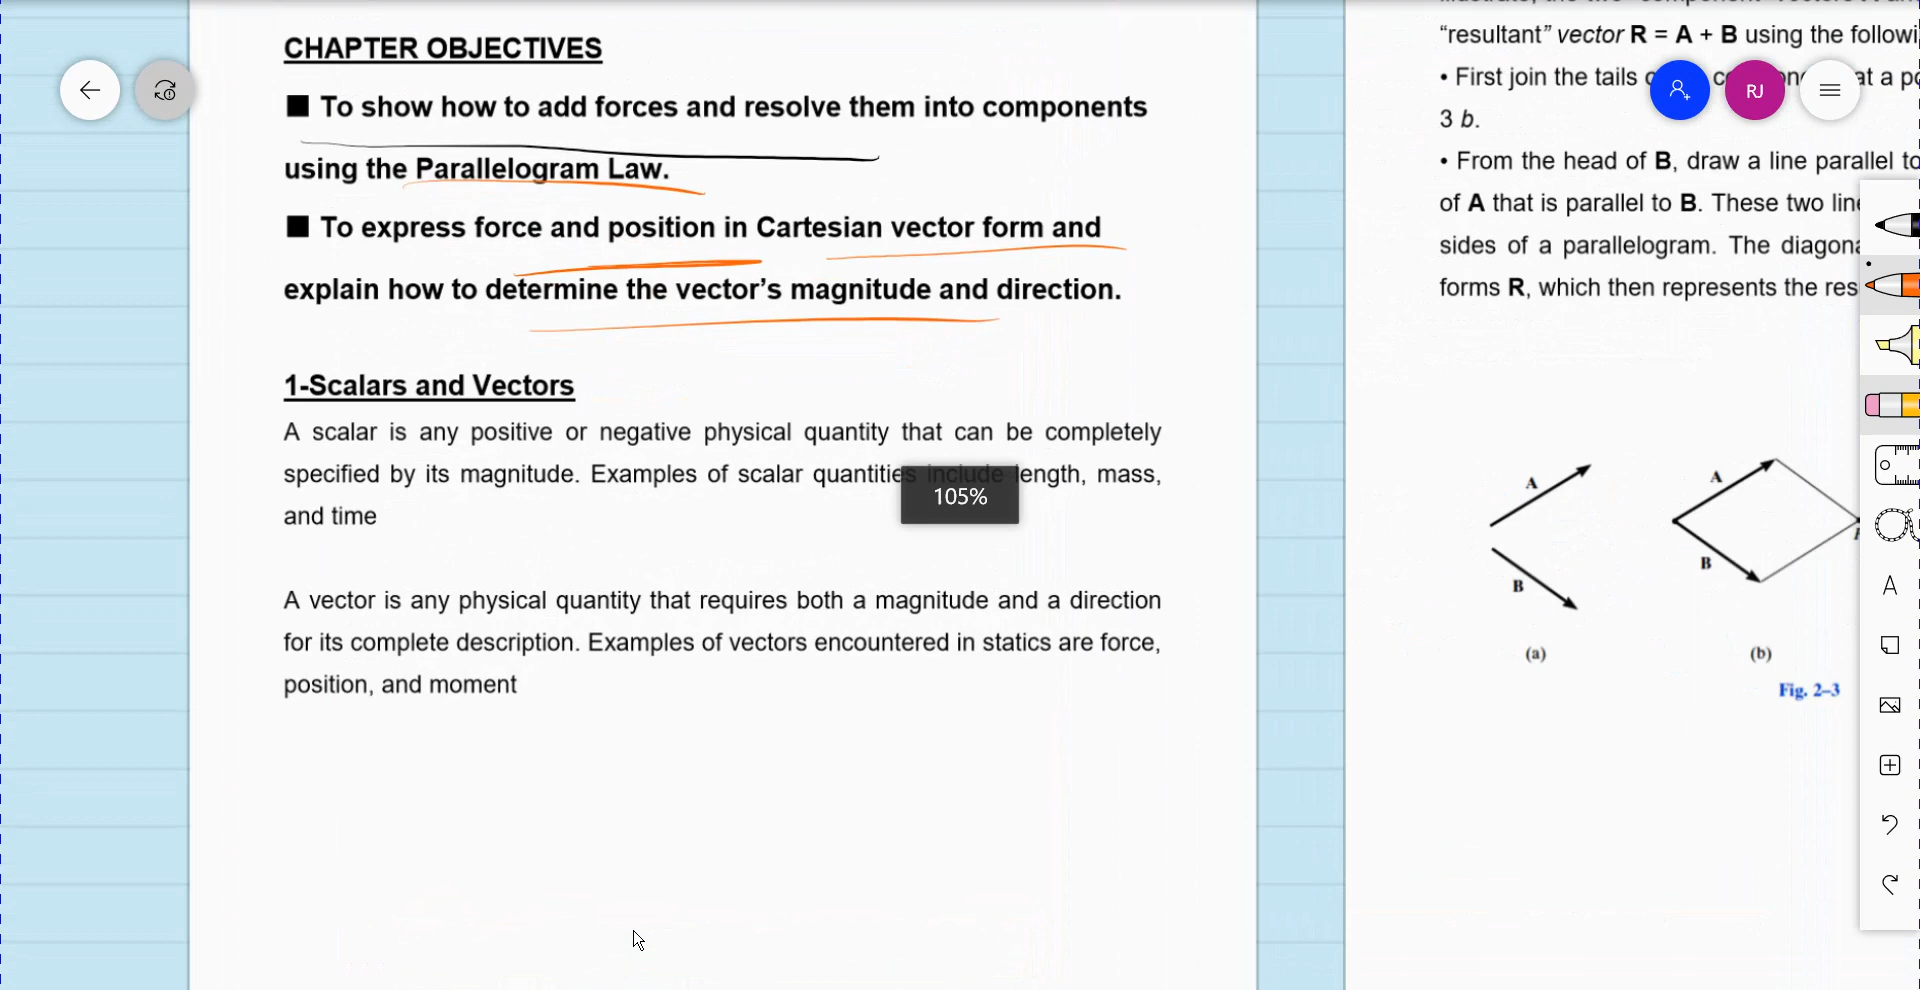 CHAPTER OBJECTIVES
■ To show how to add forces and resolve them into components
using the Parallelogram Law.
■ To express force and position in Cartesian vector form and
explain how to determine the vector's magnitude and direction.
1-Scalars and Vectors
A scalar is any positive or negative physical quantity that can be completely
specified by its magnitude. Examples of scalar quantities include length, mass,
and time
105%
A vector is any physical quantity that requires both a magnitude and a direction
for its complete description. Examples of vectors encountered in statics are force,
position, and moment
"resultant" vector R = A + B using the
• First join the tails at a
RJ
3 b.
• From the head of B, draw a line parallel to
of A that is parallel to B. These two
sides of a parallelogram. The
forms R, which then represents the
A
B
(a)
A
B
(b)
Fig. 2–3
A